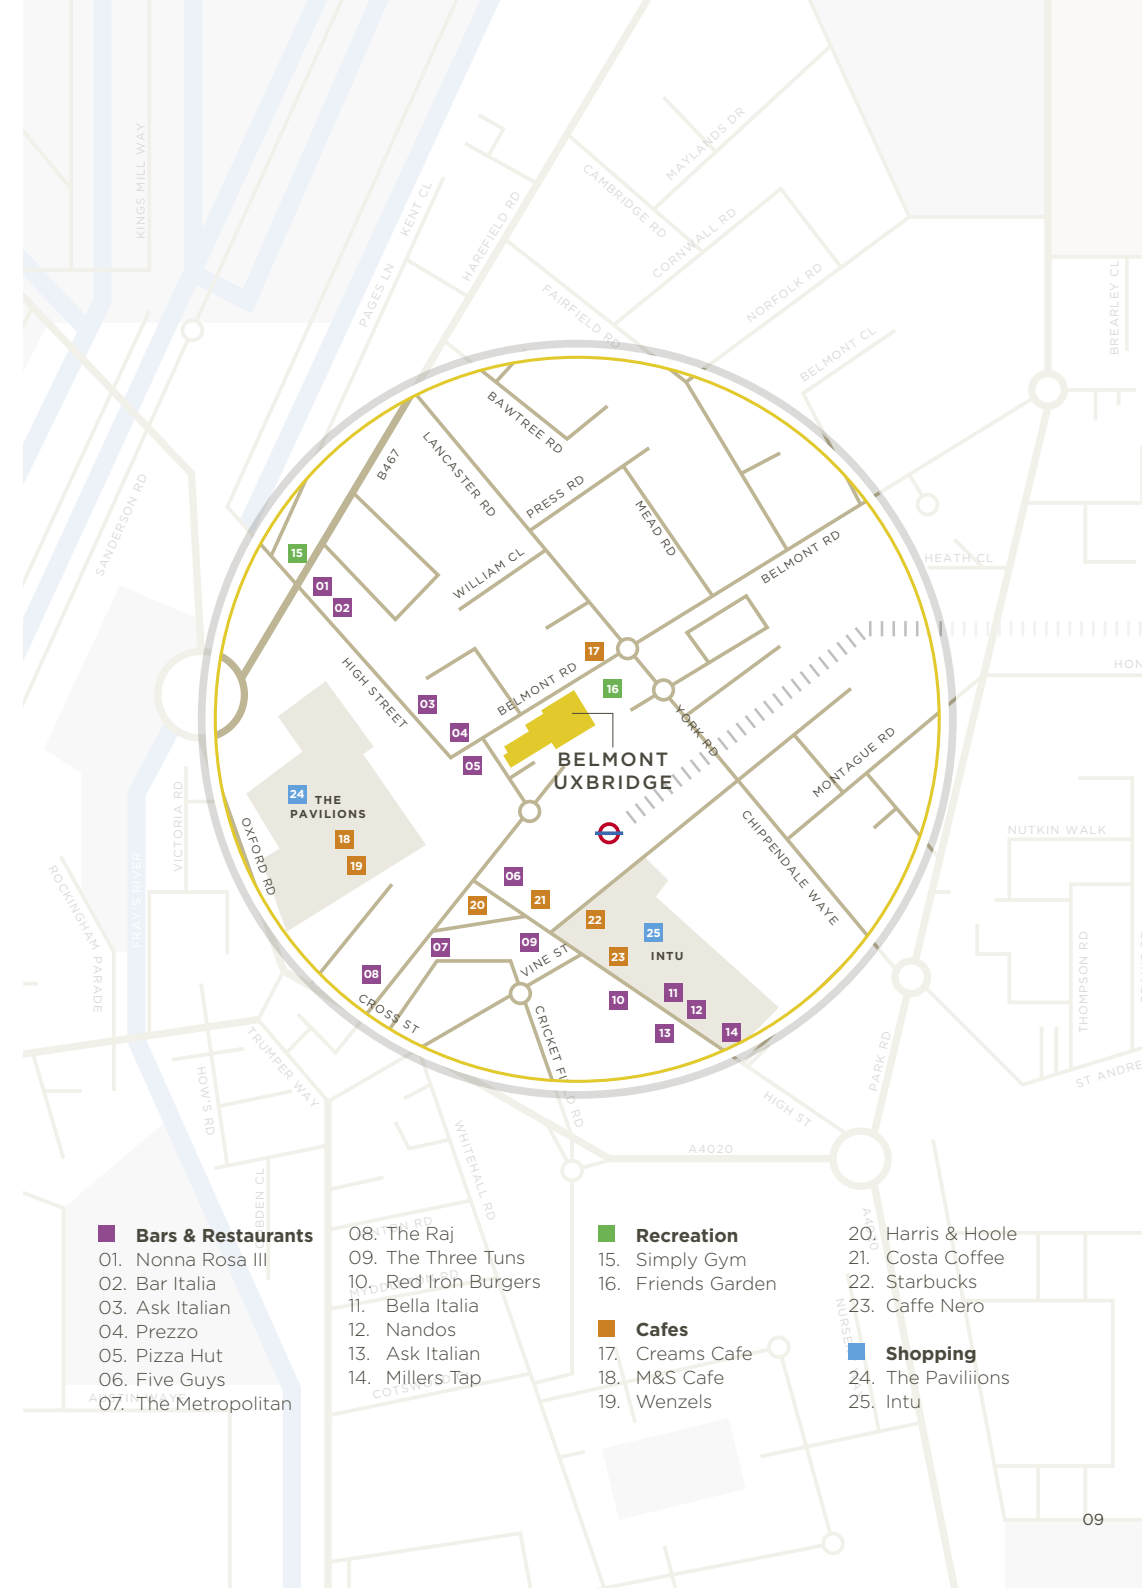 KINGS MILL WAY
KENT CL
PAGES LN
HAREFIELD RD
MAYLANDS DR
CAMBRIDGE RD
CORNWALL RD
NORFOLK RD
FAIRFIELD RD
BELMONT CL
BREARLEY CL
SANDERSON RD
HEATH CL
BAWTREE RD
LANCASTER RD
B467
PRESS RD
MEAD RD
WILLIAM CL
BELMONT RD
15
01
02
17
16
HIGH STREET
BELMONT RD
03
04
05
YORK RD
BELMONT
UXBRIDGE
MONTAGUE RD
24
THE
PAVILIONS
18
19
OXFORD RD
VICTORIA RD
FRAY'S RIVER
ROCKINGHAM PARADE
CHIPPENDALE WAYE
NUTKIN WALK
THOMPSON RD
06
20
21
22
25
INTU
23
07
09
VINE ST
08
CROSS ST
10
11
12
13
14
CRICKET FIELD RD
TRUMPER WAY
HOW'S RD
WHITEHALL RD
HIGH ST
PARK RD
ST ANDRE
A4020
HON
Bars & Restaurants
01. Nonna Rosa III
02. Bar Italia
03. Ask Italian
04. Prezzo
05. Pizza Hut
06. Five Guys
07. The Metropolitan
08. The Raj
09. The Three Tuns
10. Red Iron Burgers
11. Bella Italia
12. Nandos
13. Ask Italian
14. Millers Tap
Recreation
15. Simply Gym
16. Friends Garden
Cafes
17. Creams Cafe
18. M&S Cafe
19. Wenzels
20. Harris & Hoole
21. Costa Coffee
22. Starbucks
23. Caffe Nero
Shopping
24. The Paviliions
25. Intu
09